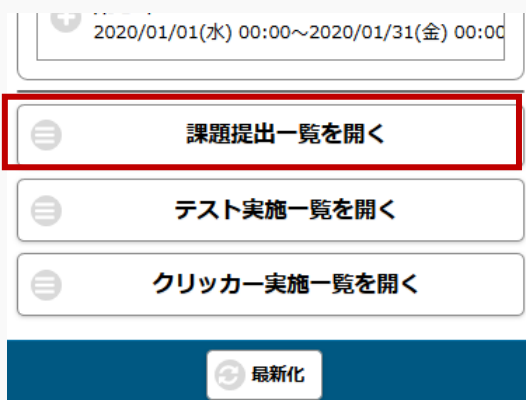 2020/01/01(水) 00:00～2020/01/31(金) 00:00
課題提出一覧を開く
テスト実施一覧を開く
クリッカー実施一覧を開く
最新化